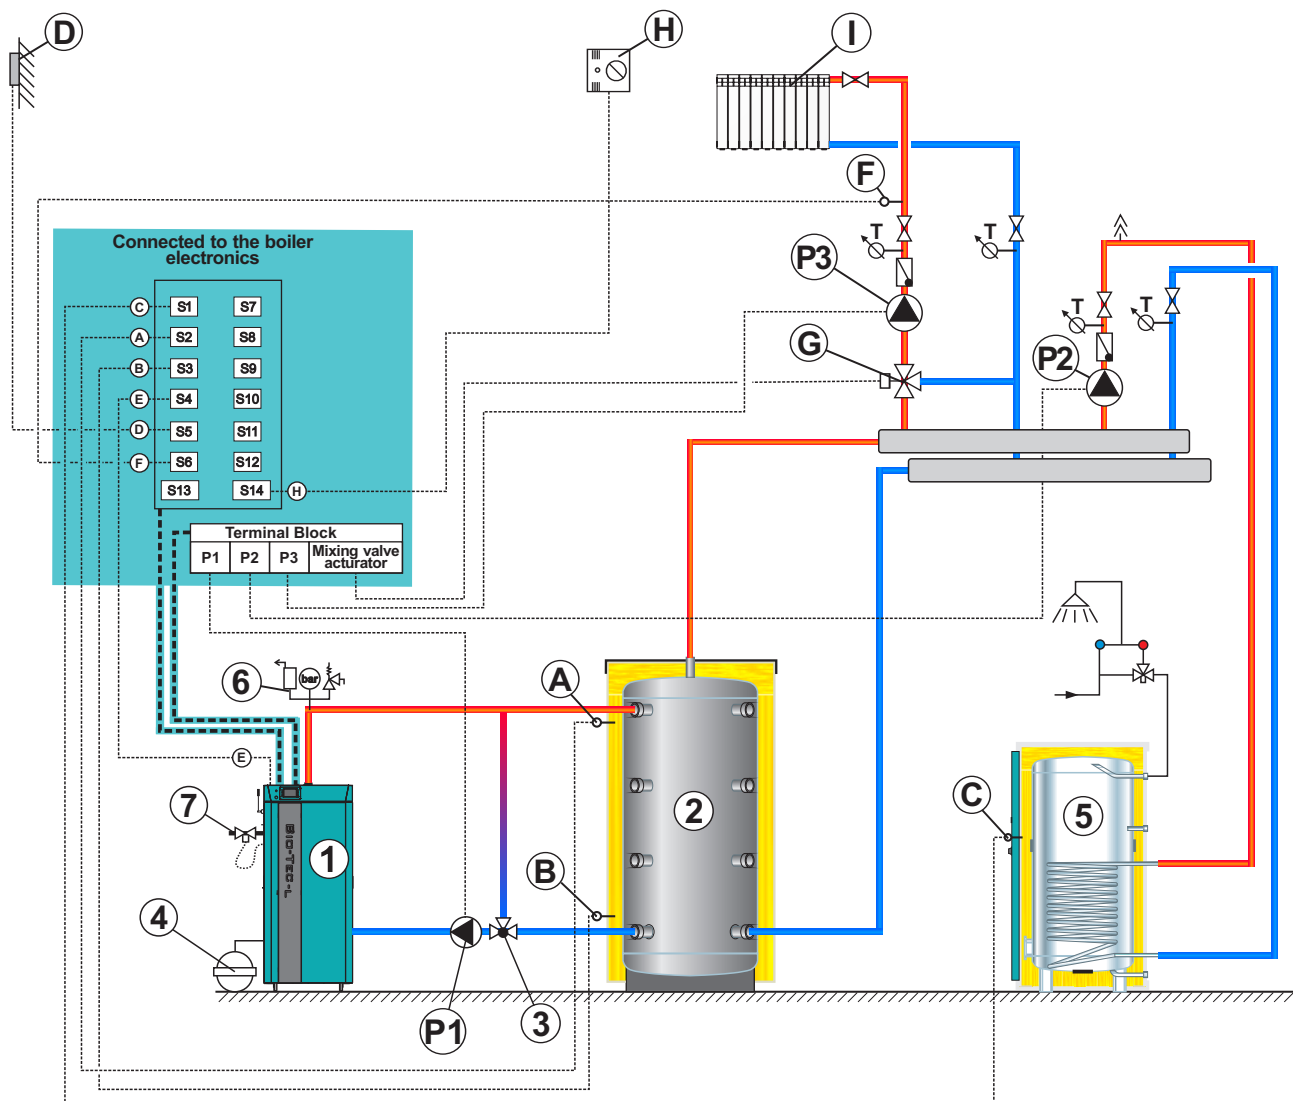 D
H
I
F
T
T
P3
Connected to the boiler
electronics
C
S1
S7
A
S2
S8
B
S3
S9
E
S4
S10
D
S5
S11
F
S6
S12
S13
S14
H
G
T
T
P2
Terminal Block
P1
P2
P3
Mixing valve
acturator
6
bar
A
E
7
1
BIO-TEC-L
2
C
5
B
4
P1
3